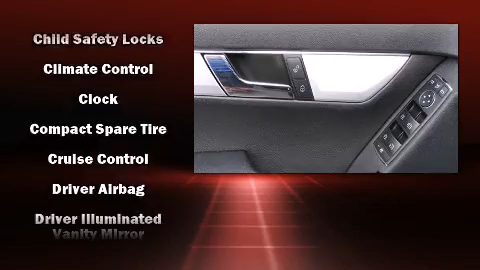 Child Safety Locks
Climate Control
Clock
Compact Spare Tire
Cruise Control
Driver Airbag
Driver Illuminated
Vanity Mirror